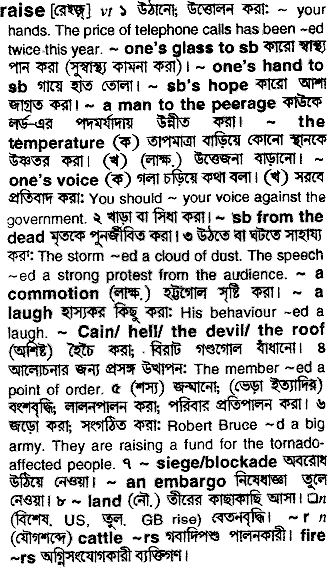 raise [রেইজ়্] vt ১ উঠানো; উত্তোলন করা: ~ your
hands. The price of telephone calls has been ~ed
twice this year. ~ one's glass to sb কারো স্বাস্থ্য
পান করা (সুস্বাস্থ্য কামনা করা)। ~ one's hand to
sb গায়ে হাত তোলা। ~ sb's hope কারো আশা
জাগ্রত করা। ~ a man to the peerage কাউকে
লর্ড-এর পদমর্যাদায় উন্নীত করা। ~ the
temperature (ক) তাপমাত্রা বাড়িয়ে কোনো স্থানকে
উষ্ণতর করা। (খ) (লাক্ষ.) উত্তেজনা বাড়ানো। ~
one's voice (ক) গলা চড়িয়ে কথা বলা। (খ) সরবে
প্রতিবাদ করা: You should ~ your voice against the
government. ২ খাড়া বা সিধা করা। ~ sb from the
dead মৃতকে পুনর্জীবিত করা। ৩ উঠতে বা ঘটতে সাহায্য
করা: The storm ~ed a cloud of dust. The speech
~ed a strong protest from the audience. ~ a
commotion (লাক্ষ.) হট্টগোল সৃষ্টি করা। ~ a
laugh হাস্যকর কিছু করা: His behaviour ~ed a
laugh. ~ Cain/ hell/ the devil/ the roof
(অশিষ্ট) হৈচৈ করা; বিরাট গণ্ডগোল বাঁধানো। ৪
আলোচনার জন্য প্রসঙ্গ উত্থাপন: The member ~ed a
point of order. ৫ (শস্য) জন্মানো; (ভেড়া ইত্যাদির)
বংশবৃদ্ধি; লালনপালন করা; পরিবার প্রতিপালন করা। ৬
জড়ো করা; সংগঠিত করা: Robert Bruce ~d a big
army. They are raising a fund for the tornado-
affected people. ৭ ~ siege/blockade অবরোধ
উঠিয়ে নেওয়া। ~ an embargo নিষেধাজ্ঞা তুলে
নেওয়া। ৮ ~ land (নৌ.) তীরের কাছাকাছি আসা। □n
(বিশেষ. US, তুল. GB rise) বেতনবৃদ্ধি। ~r n
(যৌগশব্দে) cattle ~rs গবাদিপশু পালনকারী। fire
~rs অগ্নিসংযোগকারী ব্যক্তিগণ।